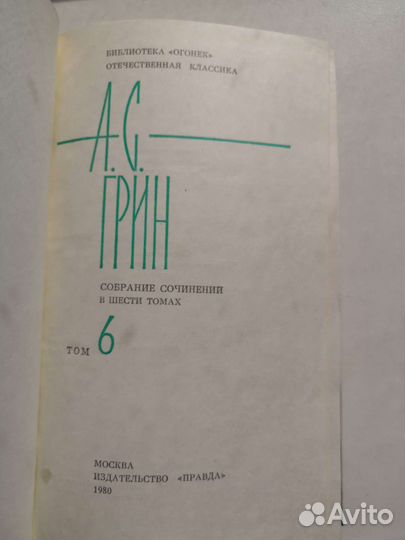 БИБЛИОТЕКА «ОГОНЕК»
ОТЕЧЕСТВЕННАЯ КЛАССИКА
А.С.
ГРИН
СОБРАНИЕ СОЧИНЕНИЙ
В ШЕСТИ ТОМАХ
ТОМ 6
МОСКВА
ИЗДАТЕЛЬСТВО «ПРАВДА»
1980
Avito